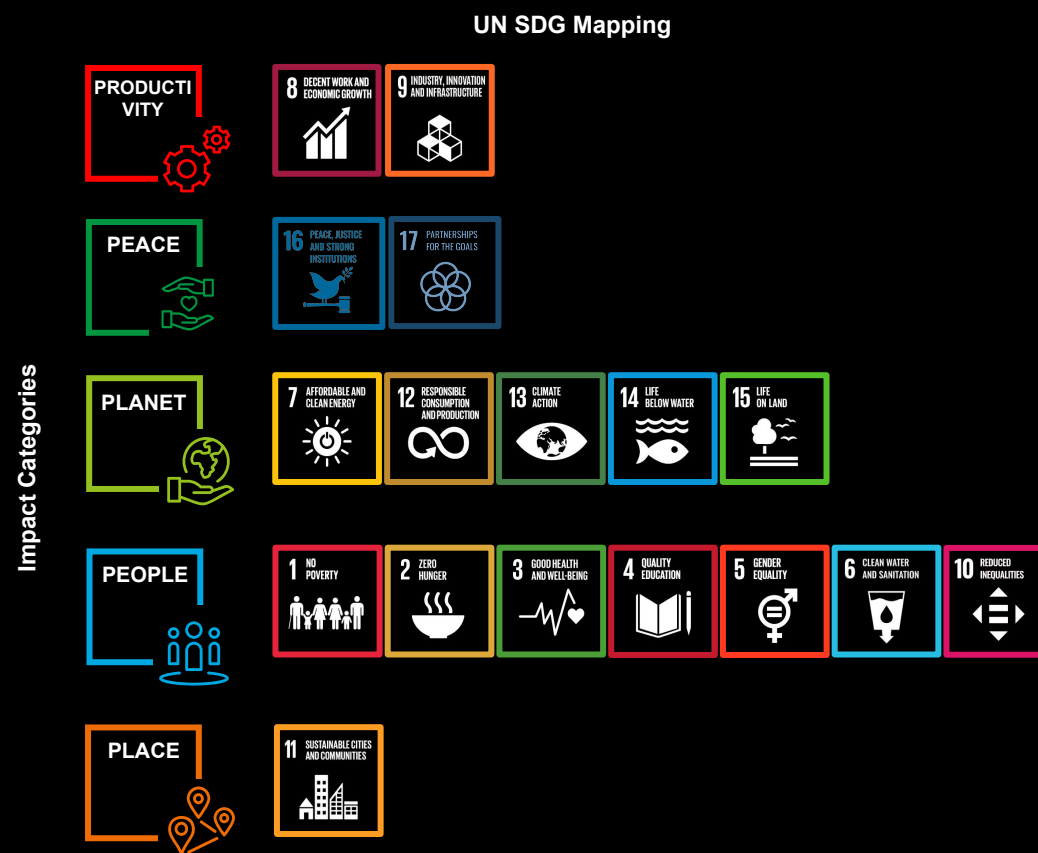 UN SDG Mapping
Impact Categories
PRODUCTI
VITY
8 DECENT WORK AND
ECONOMIC GROWTH
9 INDUSTRY, INNOVATION
AND INFRASTRUCTURE
PEACE
16 PEACE, JUSTICE
AND STRONG
INSTITUTIONS
17 PARTNERSHIPS
FOR THE GOALS
PLANET
7 AFFORDABLE AND
CLEAN ENERGY
12 RESPONSIBLE
CONSUMPTION
AND PRODUCTION
13 CLIMATE
ACTION
14 LIFE
BELOW WATER
15 LIFE
ON LAND
PEOPLE
1 NO
POVERTY
2 ZERO
HUNGER
3 GOOD HEALTH
AND WELL-BEING
4 QUALITY
EDUCATION
5 GENDER
EQUALITY
6 CLEAN WATER
AND SANITATION
10 REDUCED
INEQUALITIES
PLACE
11 SUSTAINABLE CITIES
AND COMMUNITIES